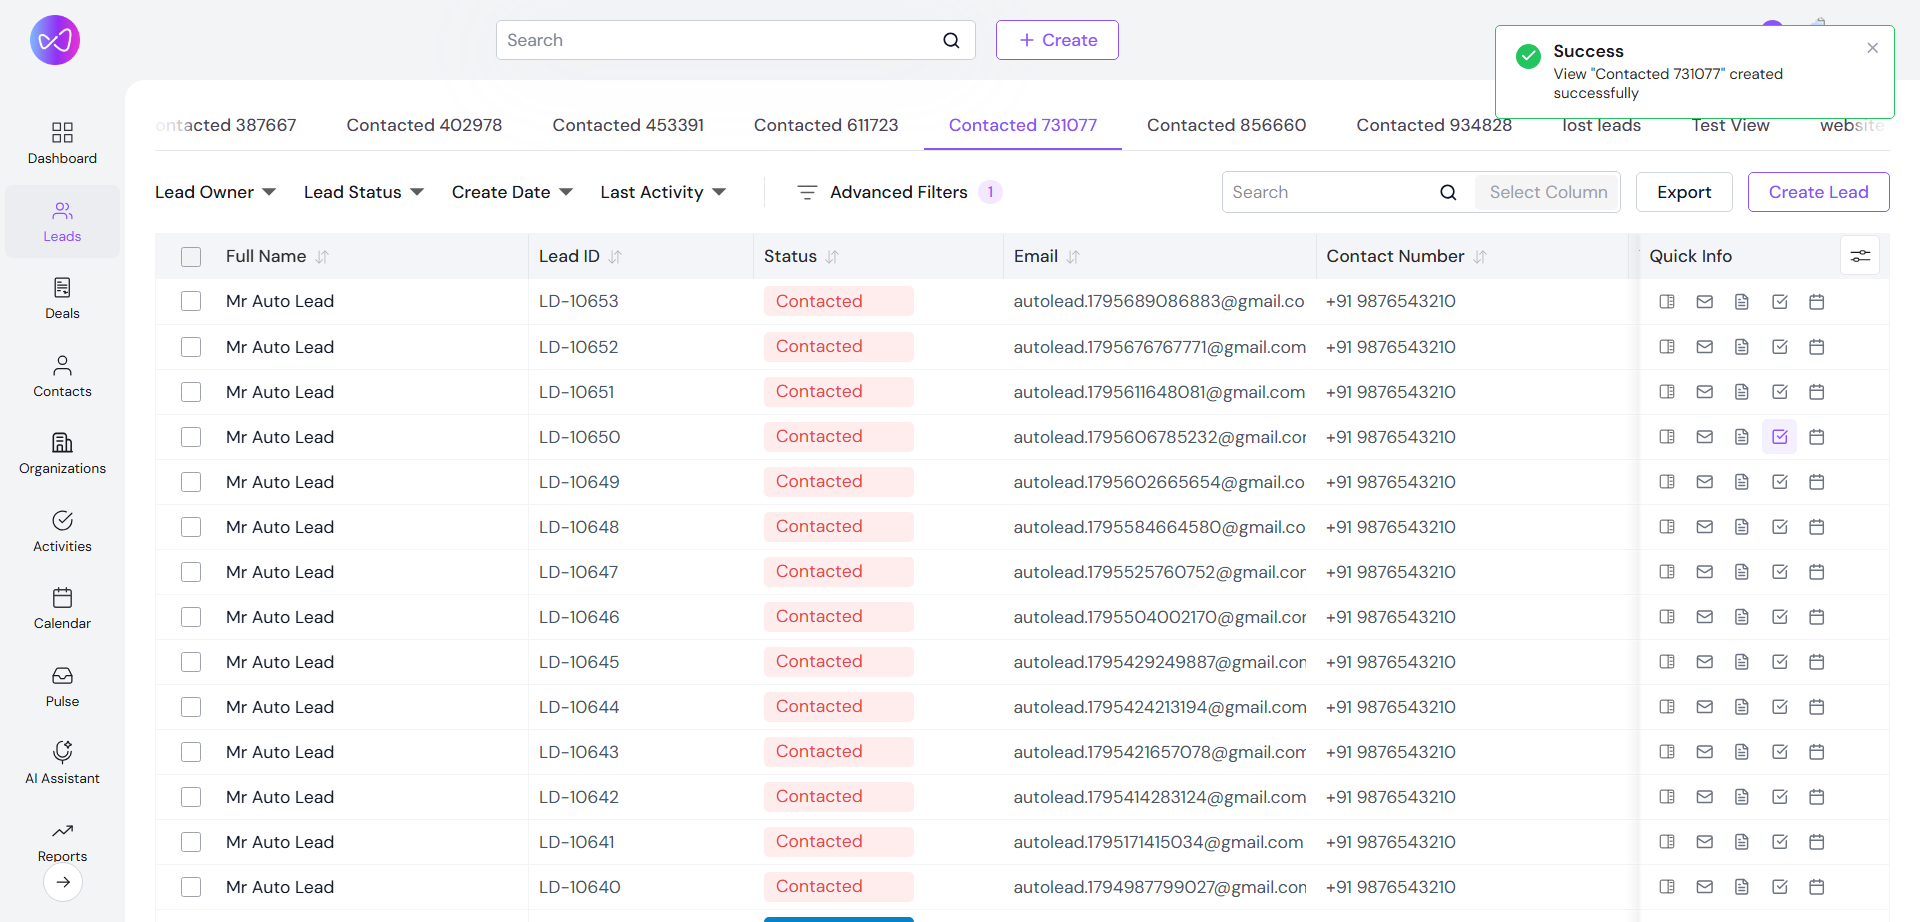 Search
Create
Success
View "Contacted 731077" created
successfully
ontacted 387667
Contacted 402978
Contacted 453391
Contacted 611723
Contacted 731077
Contacted 856660
Contacted 934828
lost leads
Test View
website
Dashboard
Leads
Deals
Contacts
Organizations
Activities
Calendar
Pulse
AI Assistant
Reports
Lead Owner
Lead Status
Create Date
Last Activity
Advanced Filters 1
Search
Select Column
Export
Create Lead
Full Name Lead ID Status Email Contact Number Quick Info
Mr Auto Lead LD-10653 Contacted autolead.1795689086883@gmail.co +91 9876543210
Mr Auto Lead LD-10652 Contacted autolead.1795676767771@gmail.com +91 9876543210
Mr Auto Lead LD-10651 Contacted autolead.1795611648081@gmail.com +91 9876543210
Mr Auto Lead LD-10650 Contacted autolead.1795606785232@gmail.cor +91 9876543210
Mr Auto Lead LD-10649 Contacted autolead.1795602665654@gmail.co +91 9876543210
Mr Auto Lead LD-10648 Contacted autolead.1795584664580@gmail.co +91 9876543210
Mr Auto Lead LD-10647 Contacted autolead.1795525760752@gmail.cor +91 9876543210
Mr Auto Lead LD-10646 Contacted autolead.1795504002170@gmail.cor +91 9876543210
Mr Auto Lead LD-10645 Contacted autolead.1795429249887@gmail.con +91 9876543210
Mr Auto Lead LD-10644 Contacted autolead.1795424213194@gmail.com +91 9876543210
Mr Auto Lead LD-10643 Contacted autolead.1795421657078@gmail.com +91 9876543210
Mr Auto Lead LD-10642 Contacted autolead.1795414283124@gmail.com +91 9876543210
Mr Auto Lead LD-10641 Contacted autolead.1795171415034@gmail.com +91 9876543210
Mr Auto Lead LD-10640 Contacted autolead.1794987799027@gmail.con +91 9876543210